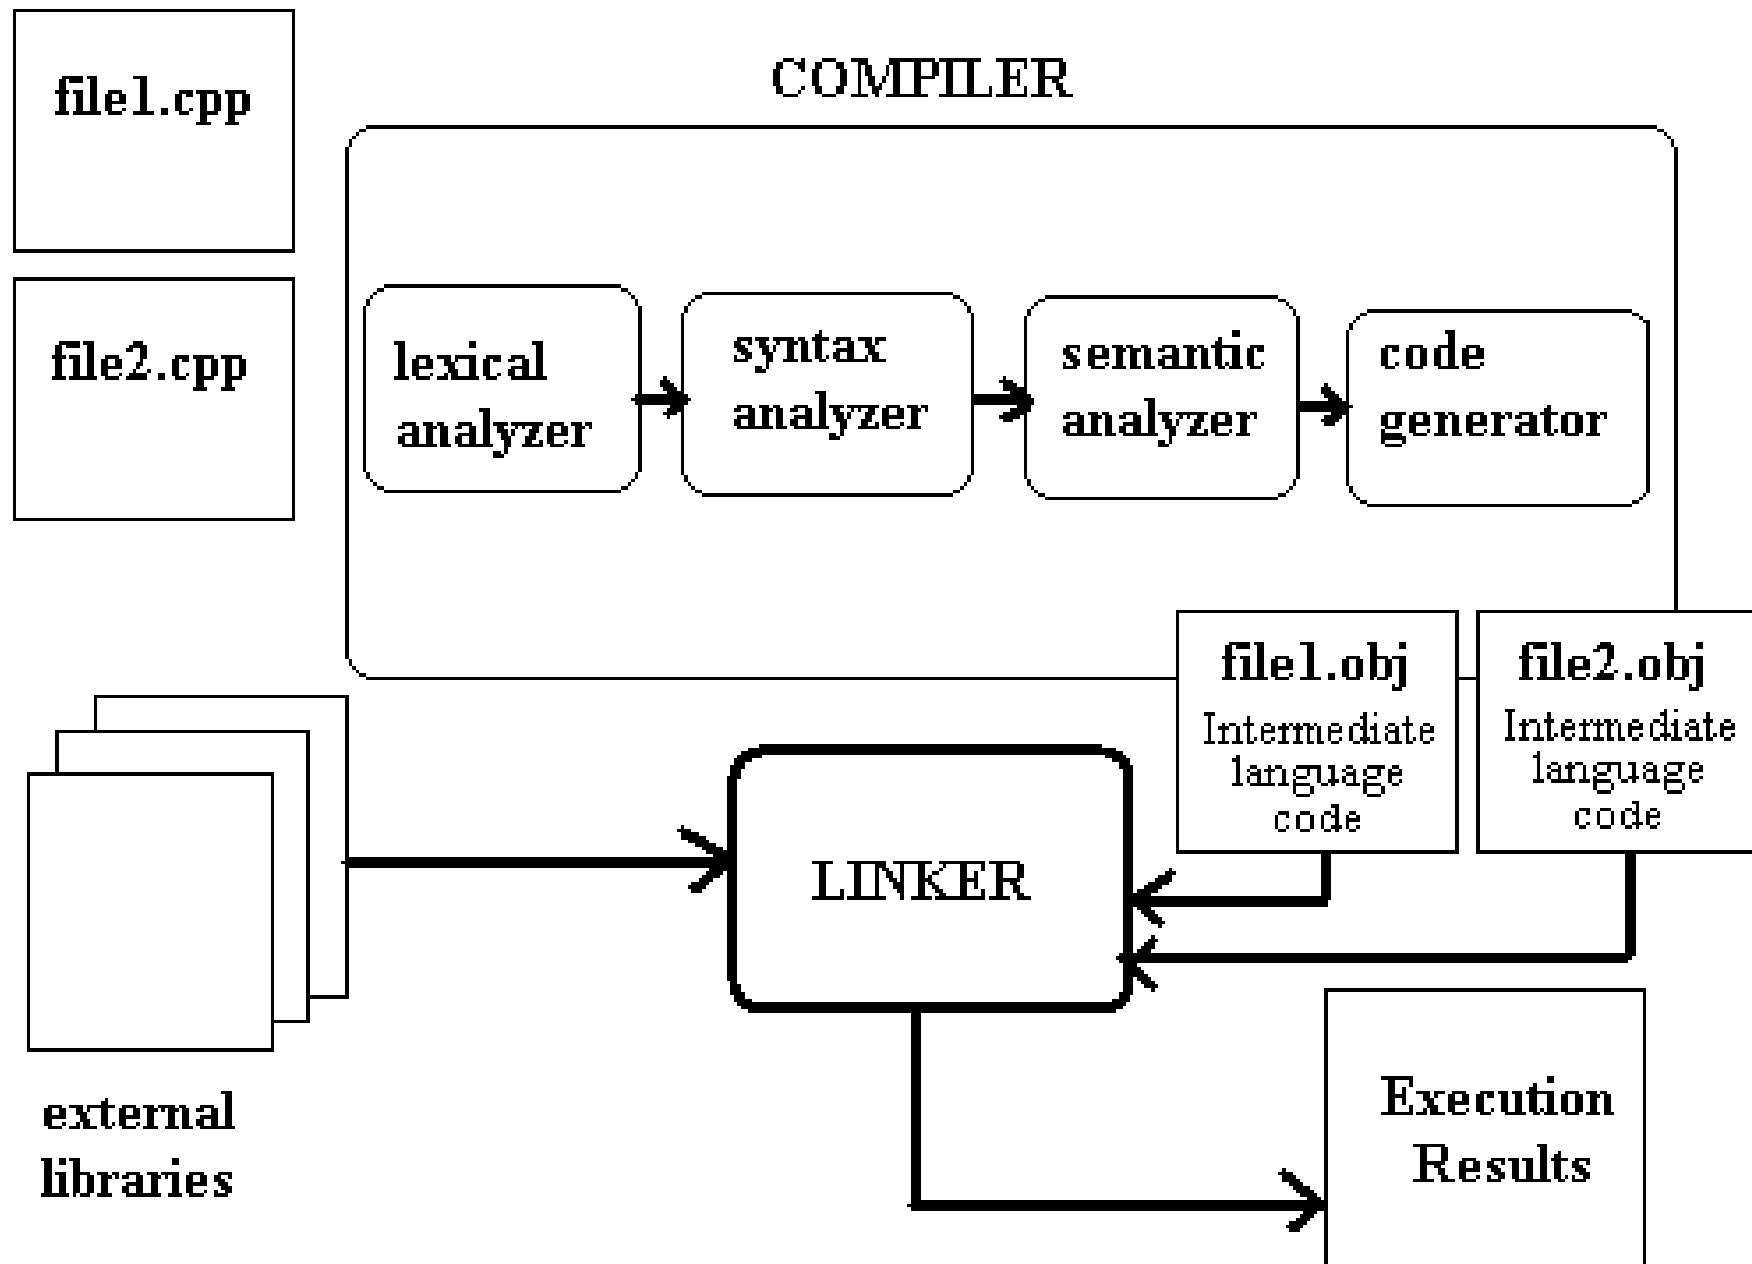 file1.cpp
COMPILER
file2.cpp
lexical
analyzer
syntax
analyzer
semantic
analyzer
code
generator
file1.obj
Intermediate
language
code
file2.obj
Intermediate
language
code
LINKER
external
libraries
Execution
Results